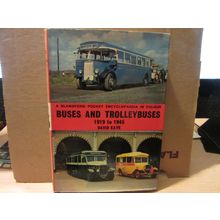 A BLANDFORD POCKET ENCYCLOPAEDIA IN COLOUR
BUSES AND TROLLEYBUSES
1919 to 1945
DAVID KAYE